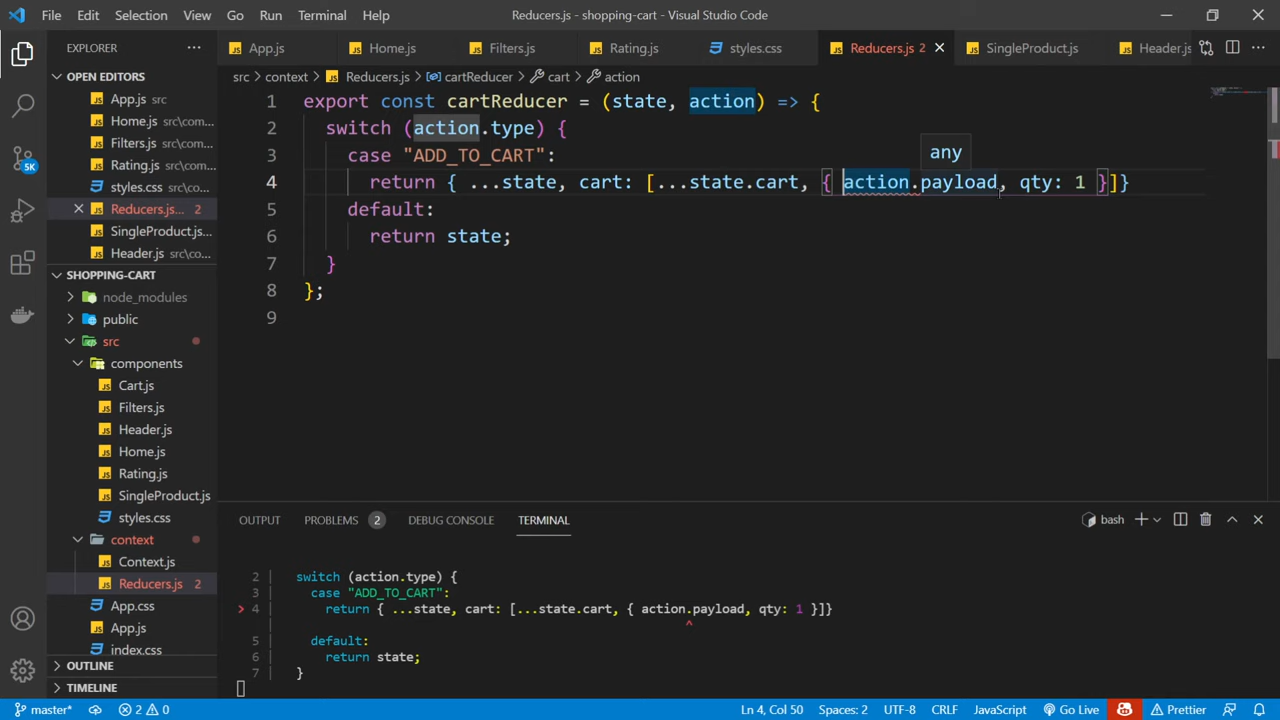 File Edit Selection View Go Run Terminal Help Reducers.js - shopping-cart - Visual Studio Code
EXPLORER ...
App.js Home.js Filters.js Rating.js styles.css Reducers.js 2 SingleProduct.js Header.js ...
OPEN EDITORS
src > context > Reducers.js > cartReducer > cart > action
App.js src
Home.js src\com...
Filters.js src\com...
Rating.js src\com...
styles.css src\com...
Reducers.js... 2
SingleProduct.js...
Header.js src\c...
1 export const cartReducer = (state, action) => {
2 switch (action.type) {
3 case "ADD_TO_CART":
any
4 return { ...state, cart: [...state.cart, { action.payload, qty: 1 }]}
5 default:
6 return state;
7 }
8 };
9
5K
SHOPPING-CART
node_modules
public
src
components
Cart.js
Filters.js
Header.js
Home.js
Rating.js
SingleProduct.js
styles.css
context
Context.js
Reducers.js 2
App.css
App.js
index.css
OUTLINE
TIMELINE
OUTPUT PROBLEMS 2 DEBUG CONSOLE TERMINAL bash
2 | switch (action.type) {
3 | case "ADD_TO_CART":
> 4 | return { ...state, cart: [...state.cart, { action.payload, qty: 1 }]}
| ^
5 | default:
6 | return state;
7 | }
master* 2 0 Ln 4, Col 50 Spaces: 2 UTF-8 CRLF JavaScript Go Live Prettier